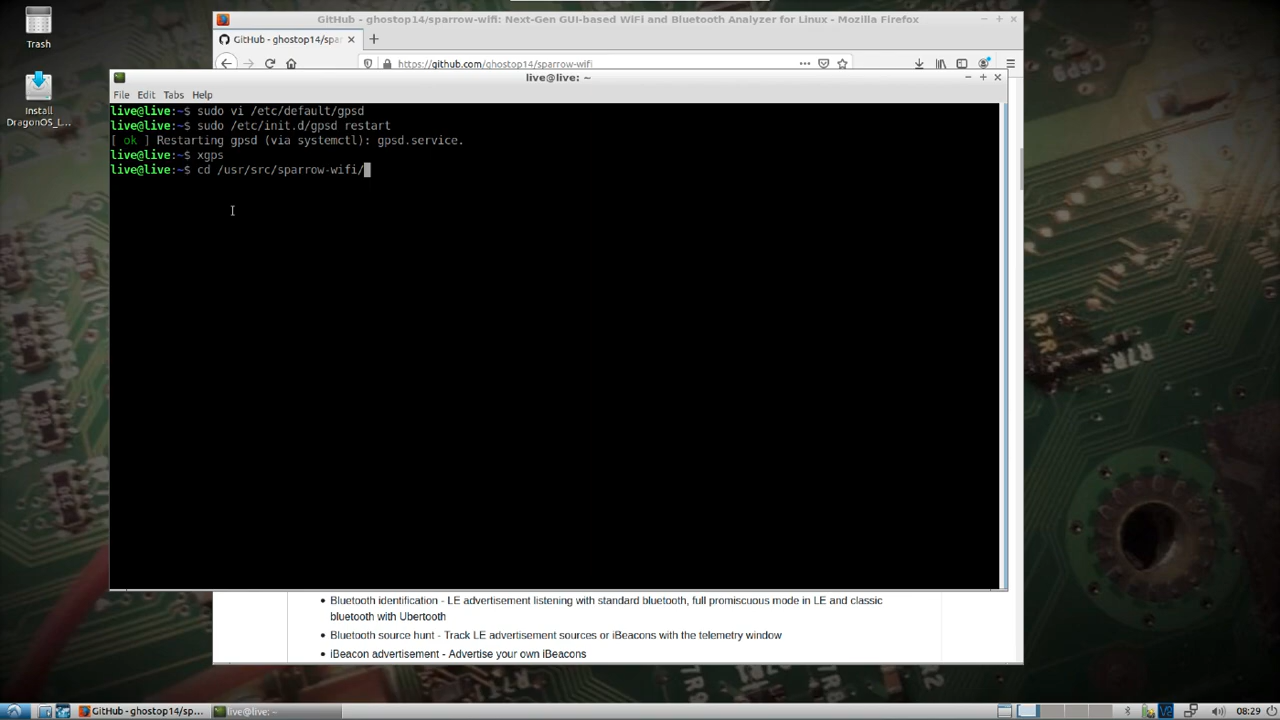 Trash
Install
DragonOS_L...
GitHub - ghostop14/sparrow-wifi: Next-Gen GUI-based WiFi and Bluetooth Analyzer for Linux - Mozilla Firefox
GitHub - ghostop14/spa
https://github.com/ghostop14/sparrow-wifi
live@live: ~
File Edit Tabs Help
live@live:~$ sudo vi /etc/default/gpsd
live@live:~$ sudo /etc/init.d/gpsd restart
[ ok ] Restarting gpsd (via systemctl): gpsd.service.
live@live:~$ xgps
live@live:~$ cd /usr/src/sparrow-wifi/
• Bluetooth identification - LE advertisement listening with standard bluetooth, full promiscuous mode in LE and classic
bluetooth with Ubertooth
• Bluetooth source hunt - Track LE advertisement sources or iBeacons with the telemetry window
• iBeacon advertisement - Advertise your own iBeacons
GitHub - ghostop14/sp...
live@live: ~
V2
08:29